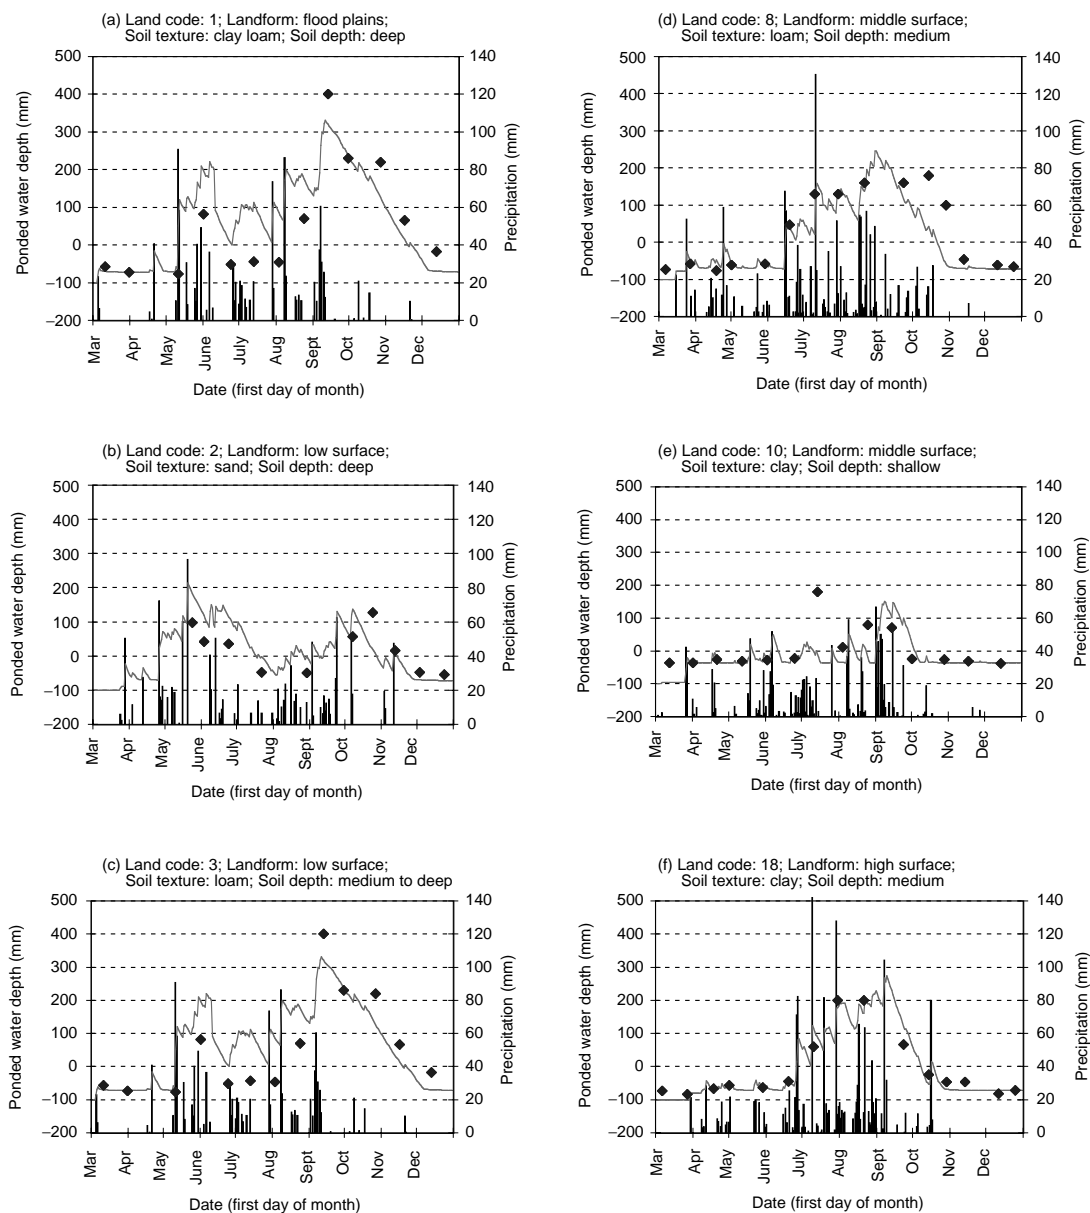 (a) Land code: 1; Landform: flood plains;
Soil texture: clay loam; Soil depth: deep
500
400
300
200
100
0
–100
–200
Ponded water depth (mm)
140
120
100
80
60
40
20
0
Precipitation (mm)
Mar
Apr
May
June
July
Aug
Sept
Oct
Nov
Dec
Date (first day of month)
(b) Land code: 2; Landform: low surface;
Soil texture: sand; Soil depth: deep
500
400
300
200
100
0
–100
–200
Ponded water depth (mm)
140
120
100
80
60
40
20
0
Precipitation (mm)
Mar
Apr
May
June
July
Aug
Sept
Oct
Nov
Dec
Date (first day of month)
(c) Land code: 3; Landform: low surface;
Soil texture: loam; Soil depth: medium to deep
500
400
300
200
100
0
–100
–200
Ponded water depth (mm)
140
120
100
80
60
40
20
0
Precipitation (mm)
Mar
Apr
May
June
July
Aug
Sept
Oct
Nov
Dec
Date (first day of month)
(d) Land code: 8; Landform: middle surface;
Soil texture: loam; Soil depth: medium
500
400
300
200
100
0
–100
–200
Ponded water depth (mm)
140
120
100
80
60
40
20
0
Precipitation (mm)
Mar
Apr
May
June
July
Aug
Sept
Oct
Nov
Dec
Date (first day of month)
(e) Land code: 10; Landform: middle surface;
Soil texture: clay; Soil depth: shallow
500
400
300
200
100
0
–100
–200
Ponded water depth (mm)
140
120
100
80
60
40
20
0
Precipitation (mm)
Mar
Apr
May
June
July
Aug
Sept
Oct
Nov
Dec
Date (first day of month)
(f) Land code: 18; Landform: high surface;
Soil texture: clay; Soil depth: medium
500
400
300
200
100
0
–100
–200
Ponded water depth (mm)
140
120
100
80
60
40
20
0
Precipitation (mm)
Mar
Apr
May
June
July
Aug
Sept
Oct
Nov
Dec
Date (first day of month)